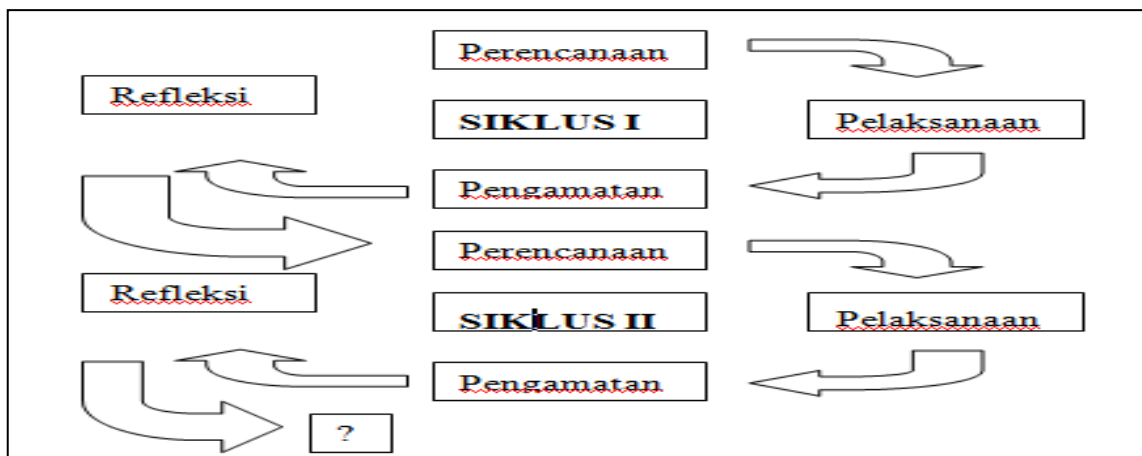 Perencanaan
Refleksi
SIKLUS I
Pelaksanaan
Pengamatan
Perencanaan
Refleksi
SIKLUS II
Pelaksanaan
Pengamatan
?